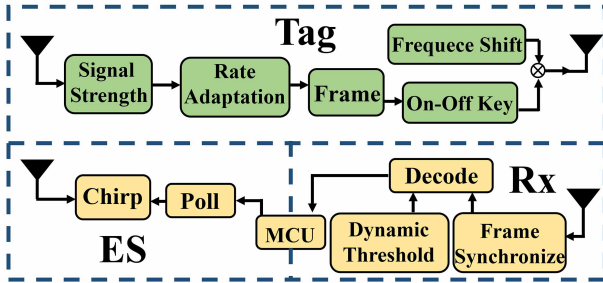 Tag
Signal
Strength
Rate
Adaptation
Frame
Frequece Shift
On-Off Key
Chirp
Poll
ES
MCU
Decode
Rx
Dynamic
Threshold
Frame
Synchronize